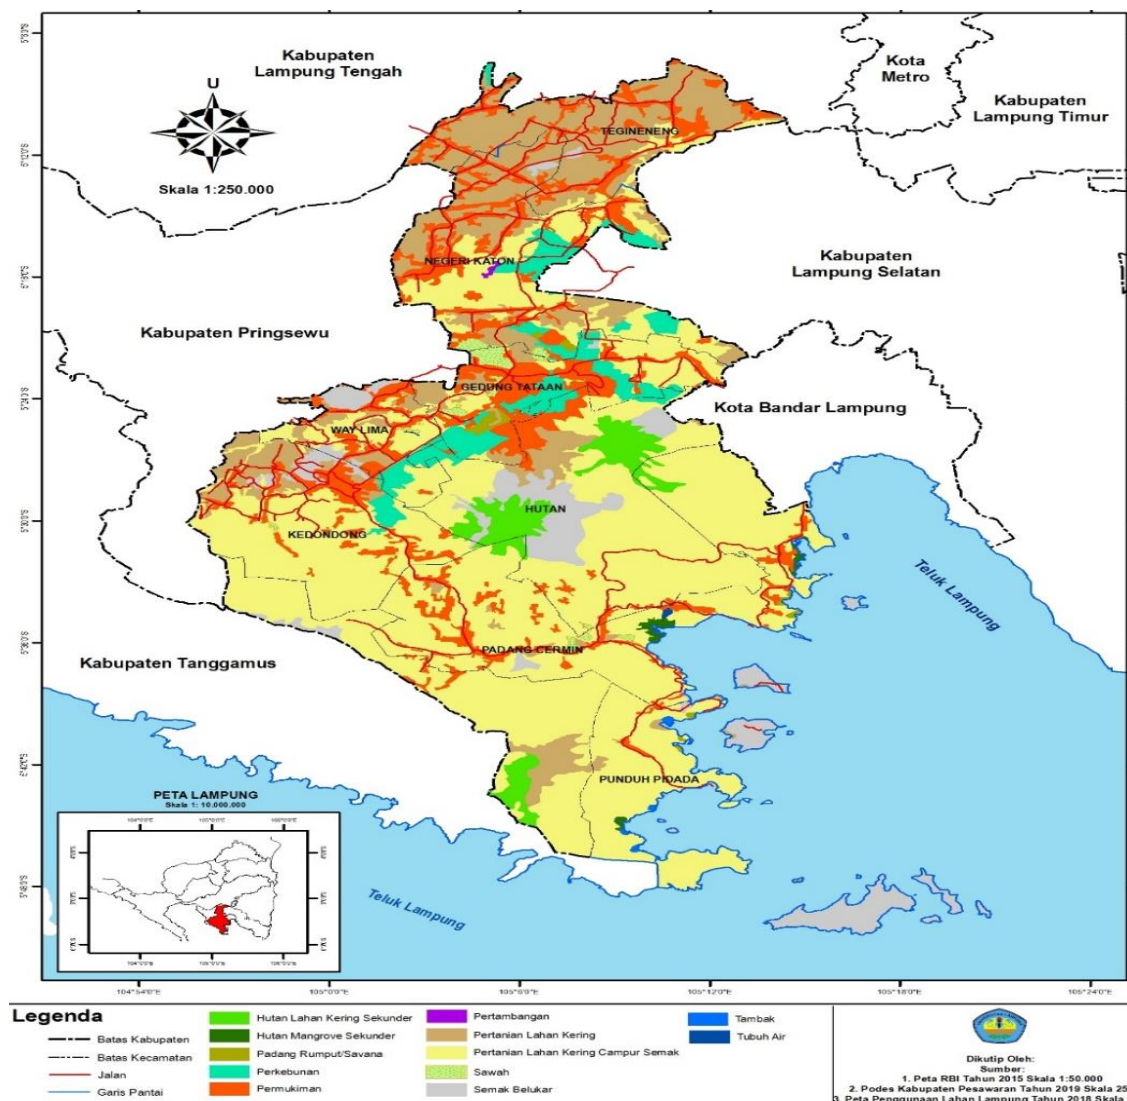 Kabupaten
Lampung Tengah
Kota
Metro
Kabupaten
Lampung Timur
U
Skala 1:250.000
TEGINENENG
NEGERI KATON
Kabupaten
Lampung Selatan
Kabupaten Pringsewu
GEDUNG TATAAN
Kota Bandar Lampung
WAY LIMA
HUTAN
KEDONDONG
Teluk Lampung
PADANG CERMIN
Kabupaten Tanggamus
PUNDUH PIDADA
PETA LAMPUNG
Skala 1: 10.000.000
Teluk Lampung
104°54'0"E
105°0'0"E
105°6'0"E
105°12'0"E
105°18'0"E
105°24'0"E
Legenda
Batas Kabupaten
Batas Kecamatan
Jalan
Garis Pantai
Hutan Lahan Kering Sekunder
Hutan Mangrove Sekunder
Padang Rumput/Savana
Perkebunan
Permukiman
Pertambangan
Pertanian Lahan Kering
Pertanian Lahan Kering Campur Semak
Sawah
Semak Belukar
Tambak
Tubuh Air
Dikutip Oleh:
Sumber:
1. Peta RBI Tahun 2015 Skala 1:50.000
2. Podes Kabupaten Pesawaran Tahun 2019 Skala 25
3. Peta Penggunaan Lahan Lampung Tahun 2018 Skala